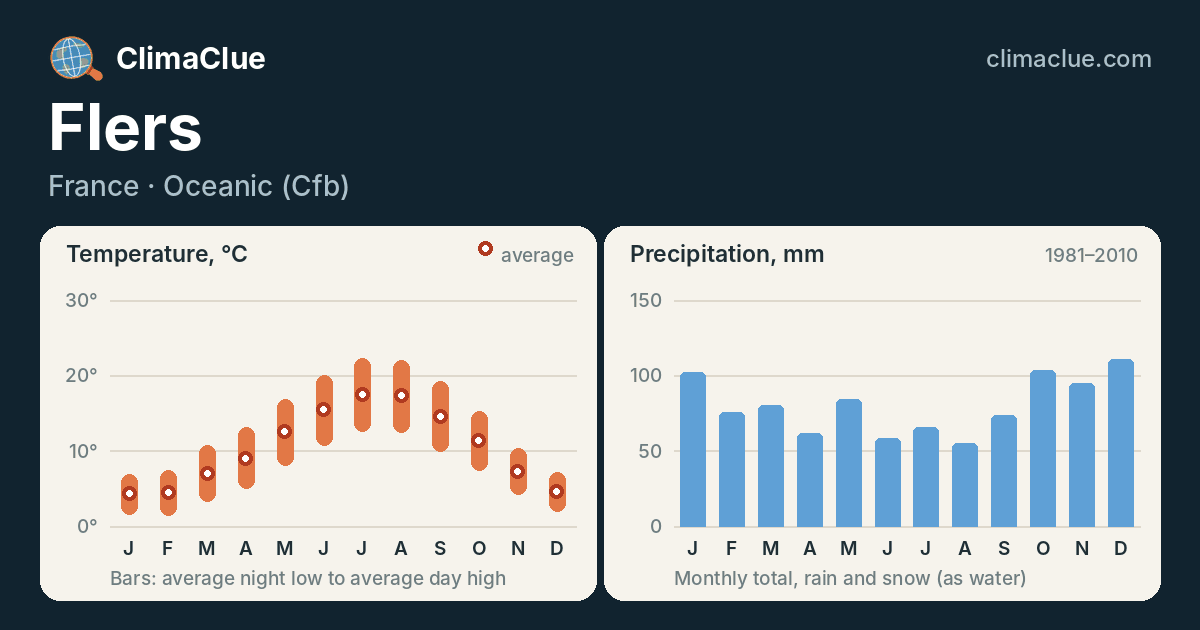 ClimaClue
climaclue.com
Flers
France · Oceanic (Cfb)
Temperature, °C
average
30°
20°
10°
0°
J F M A M J J A S O N D
Bars: average night low to average day high
Precipitation, mm
1981–2010
150
100
50
0
J F M A M J J A S O N D
Monthly total, rain and snow (as water)